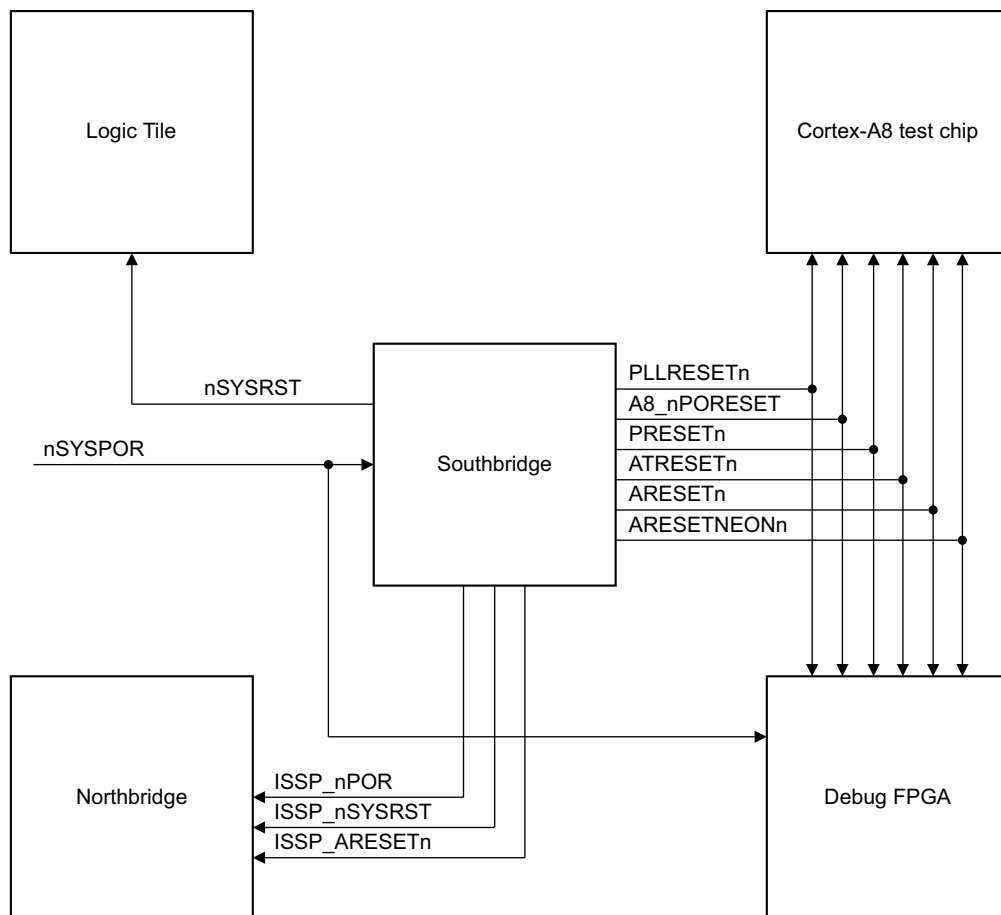 Logic Tile
Cortex-A8 test chip
nSYSRST
nSYSPOR
Southbridge
PLLRESETn
A8_nPORESET
PRESETn
ATRESETn
ARESETn
ARESETNEONn
Northbridge
ISSP_nPOR
ISSP_nSYSRST
ISSP_ARESETn
Debug FPGA